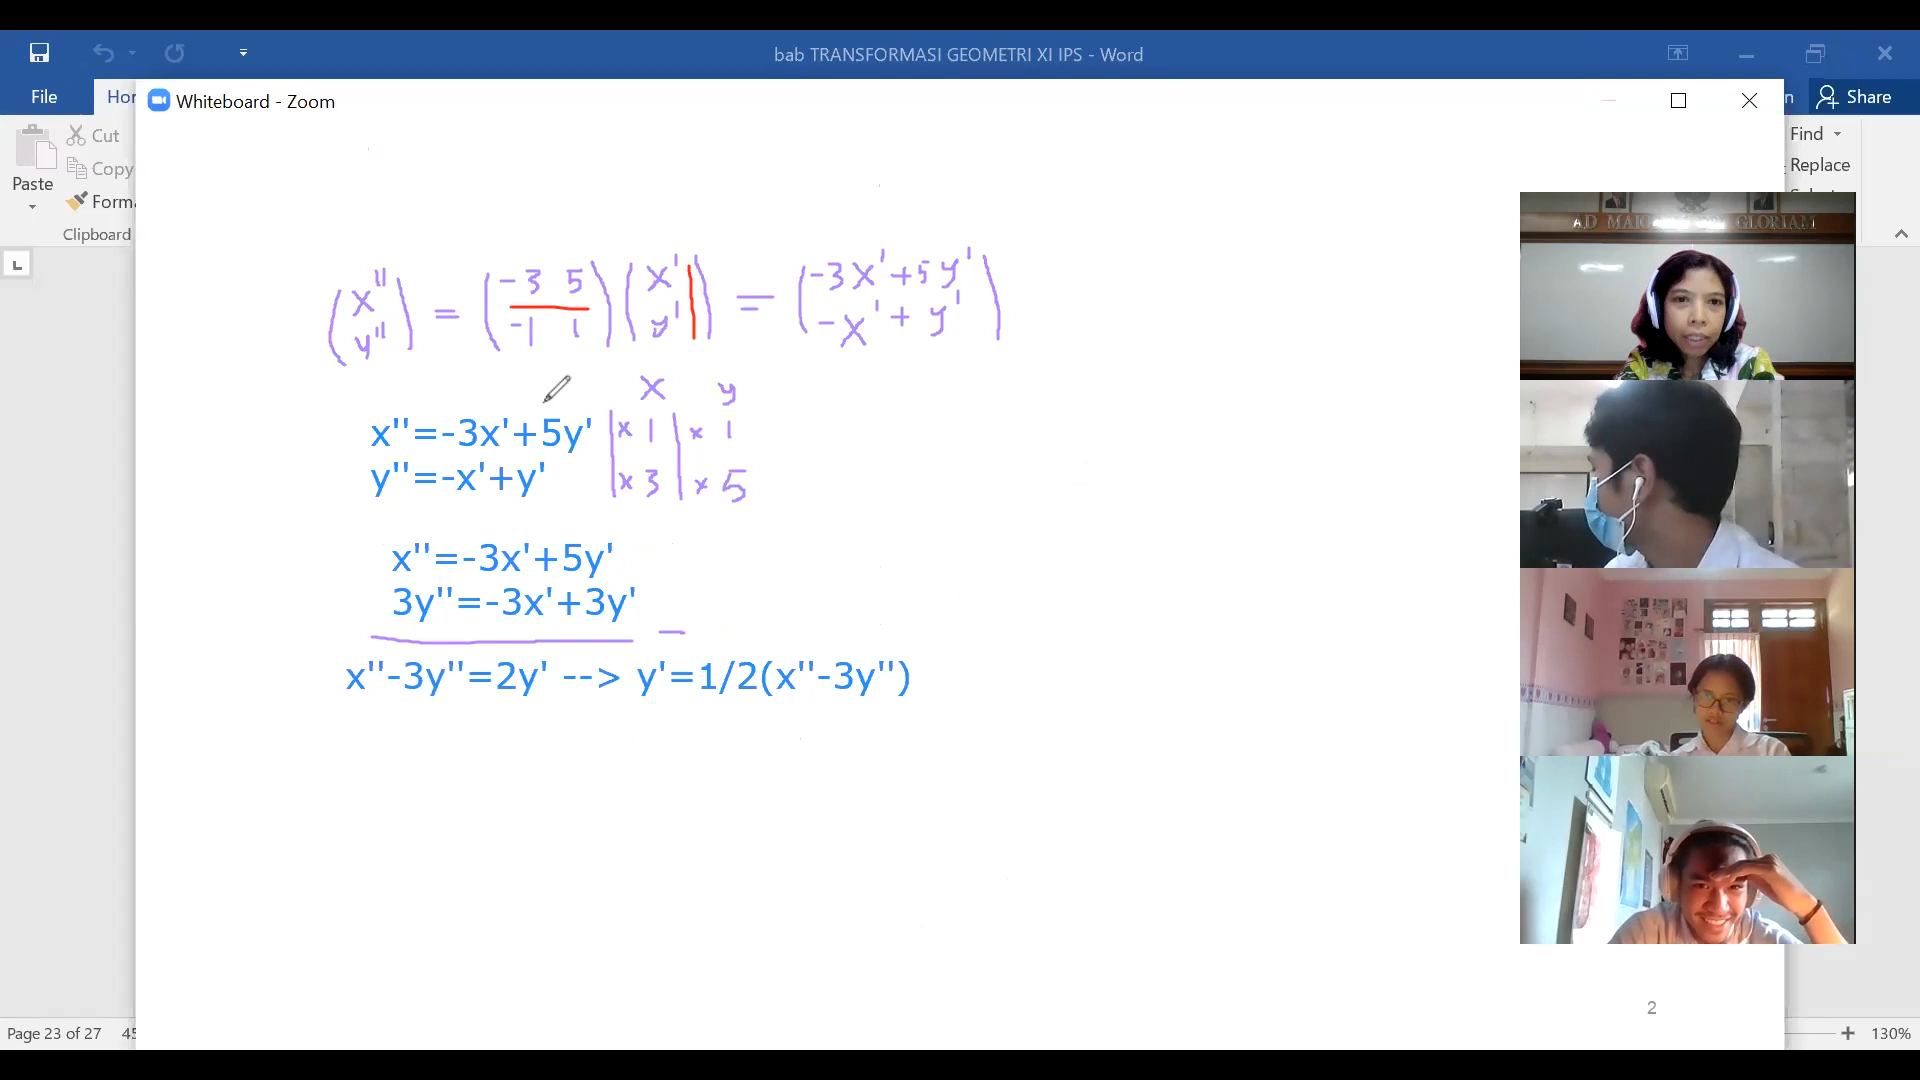 bab TRANSFORMASI GEOMETRI XI IPS - Word
File
Hor
Share
Whiteboard - Zoom
Cut
Copy
Paste
Forma
Clipboard
Find
Replace
AD GLORIAM
(x'' y'') = (-3 5 -1 1) (x' y') = (-3x'+5y' -x'+y')
x y
x''=-3x'+5y' | x 1 | x 1
y''=-x'+y' | x 3 | x 5
x''=-3x'+5y'
3y''=-3x'+3y' -
x''-3y''=2y' --> y'=1/2(x''-3y'')
2
Page 23 of 27 45
130%